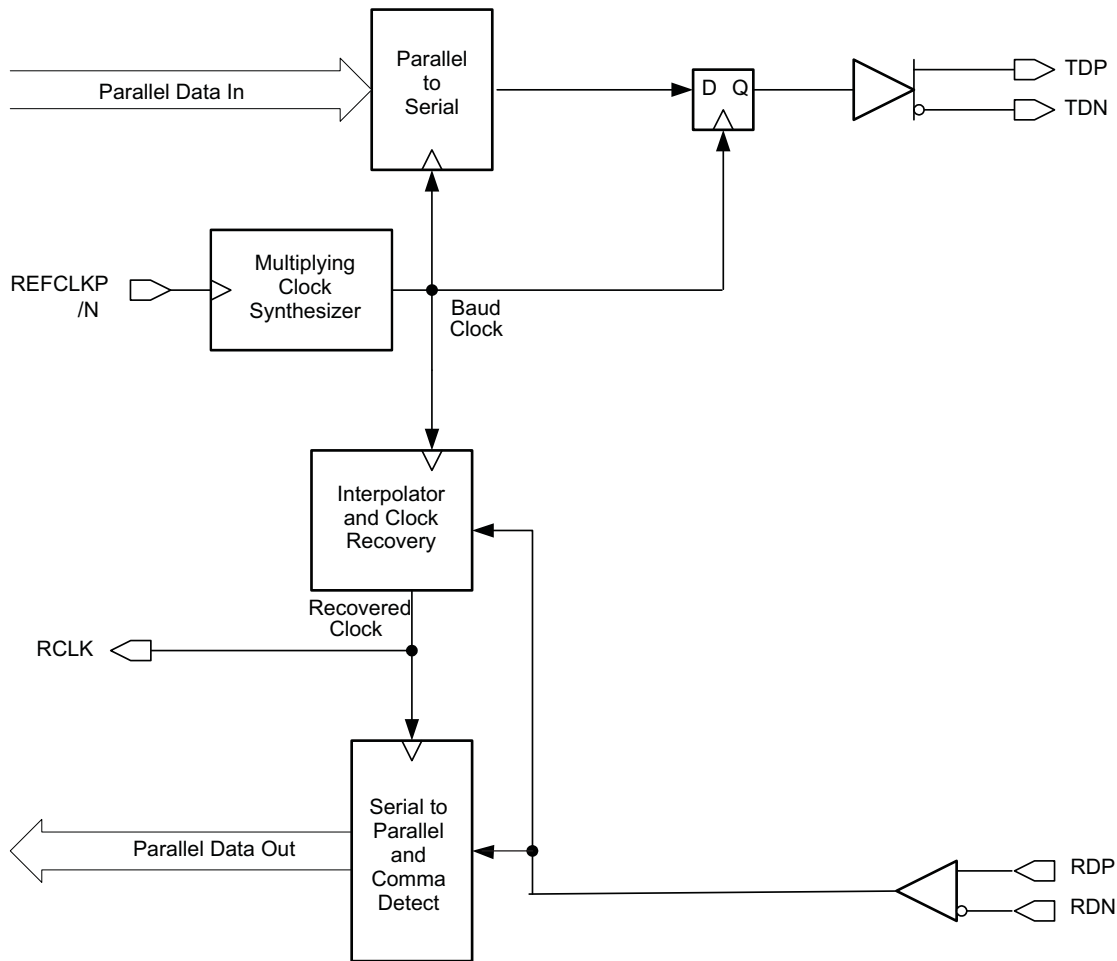 Parallel Data In
Parallel
to
Serial
D Q
TDP
TDN
REFCLKP
/N
Multiplying
Clock
Synthesizer
Baud
Clock
Interpolator
and Clock
Recovery
Recovered
Clock
RCLK
Parallel Data Out
Serial to
Parallel
and
Comma
Detect
RDP
RDN